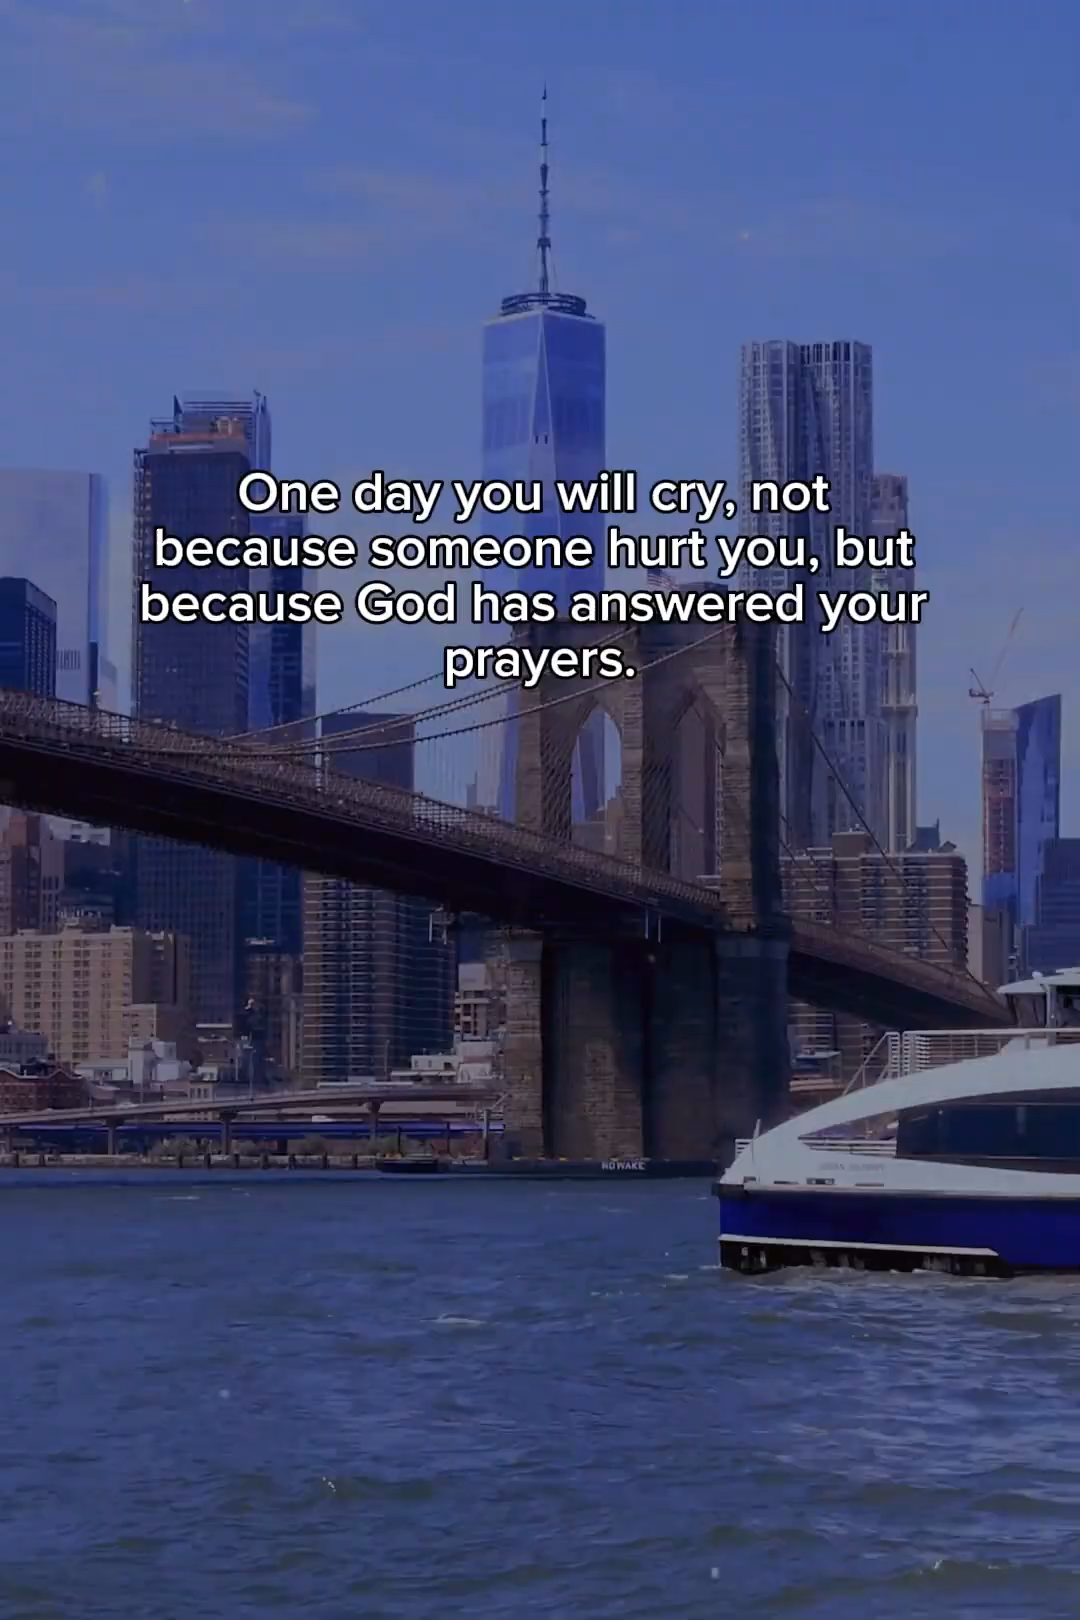 One day you will cry, not
because someone hurt you, but
because God has answered your
prayers.
NO WAKE